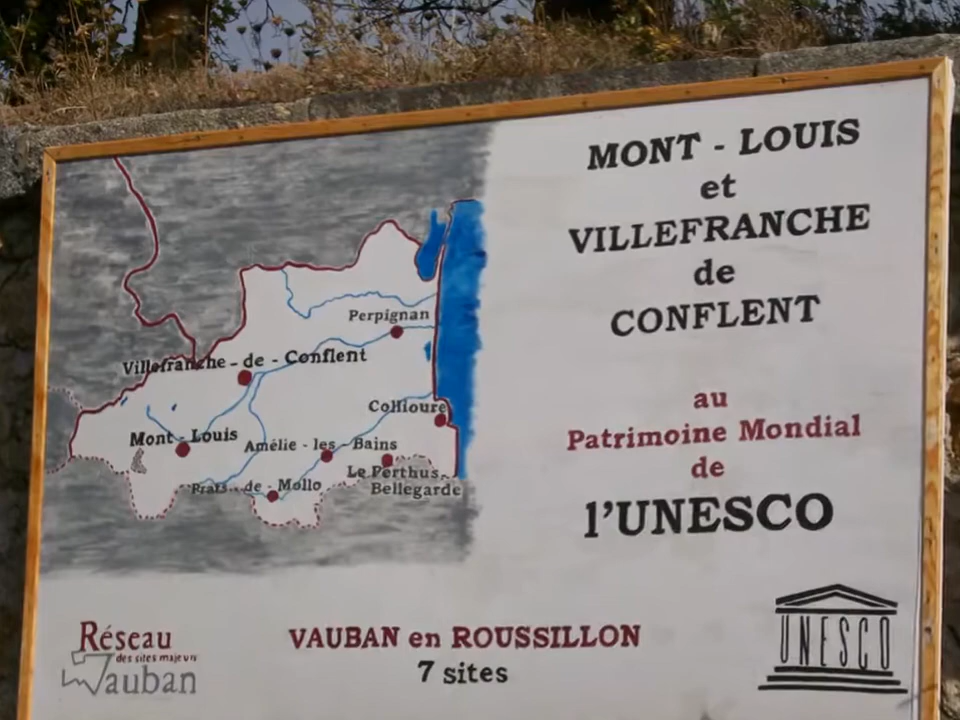 MONT - LOUIS
et
VILLEFRANCHE
de
CONFLENT
au
Patrimoine Mondial
de
l'UNESCO
Perpignan
Villefranche - de - Conflent
Collioure
Mont - Louis
Amélie - les - Bains
Le Perthus-
Bellegarde
Prats - de - Mollo
Réseau
des sites majeurs
Vauban
VAUBAN en ROUSSILLON
7 sites
UNESCO